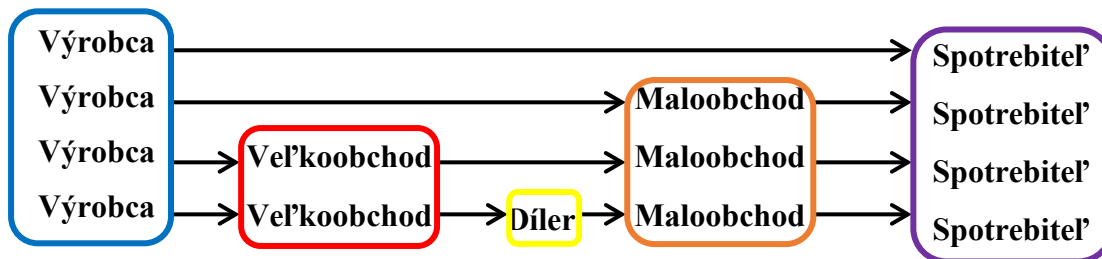 Výrobca Spotrebiteľ
Výrobca Maloobchod Spotrebiteľ
Výrobca Veľkoobchod Maloobchod Spotrebiteľ
Výrobca Veľkoobchod Díler Maloobchod Spotrebiteľ